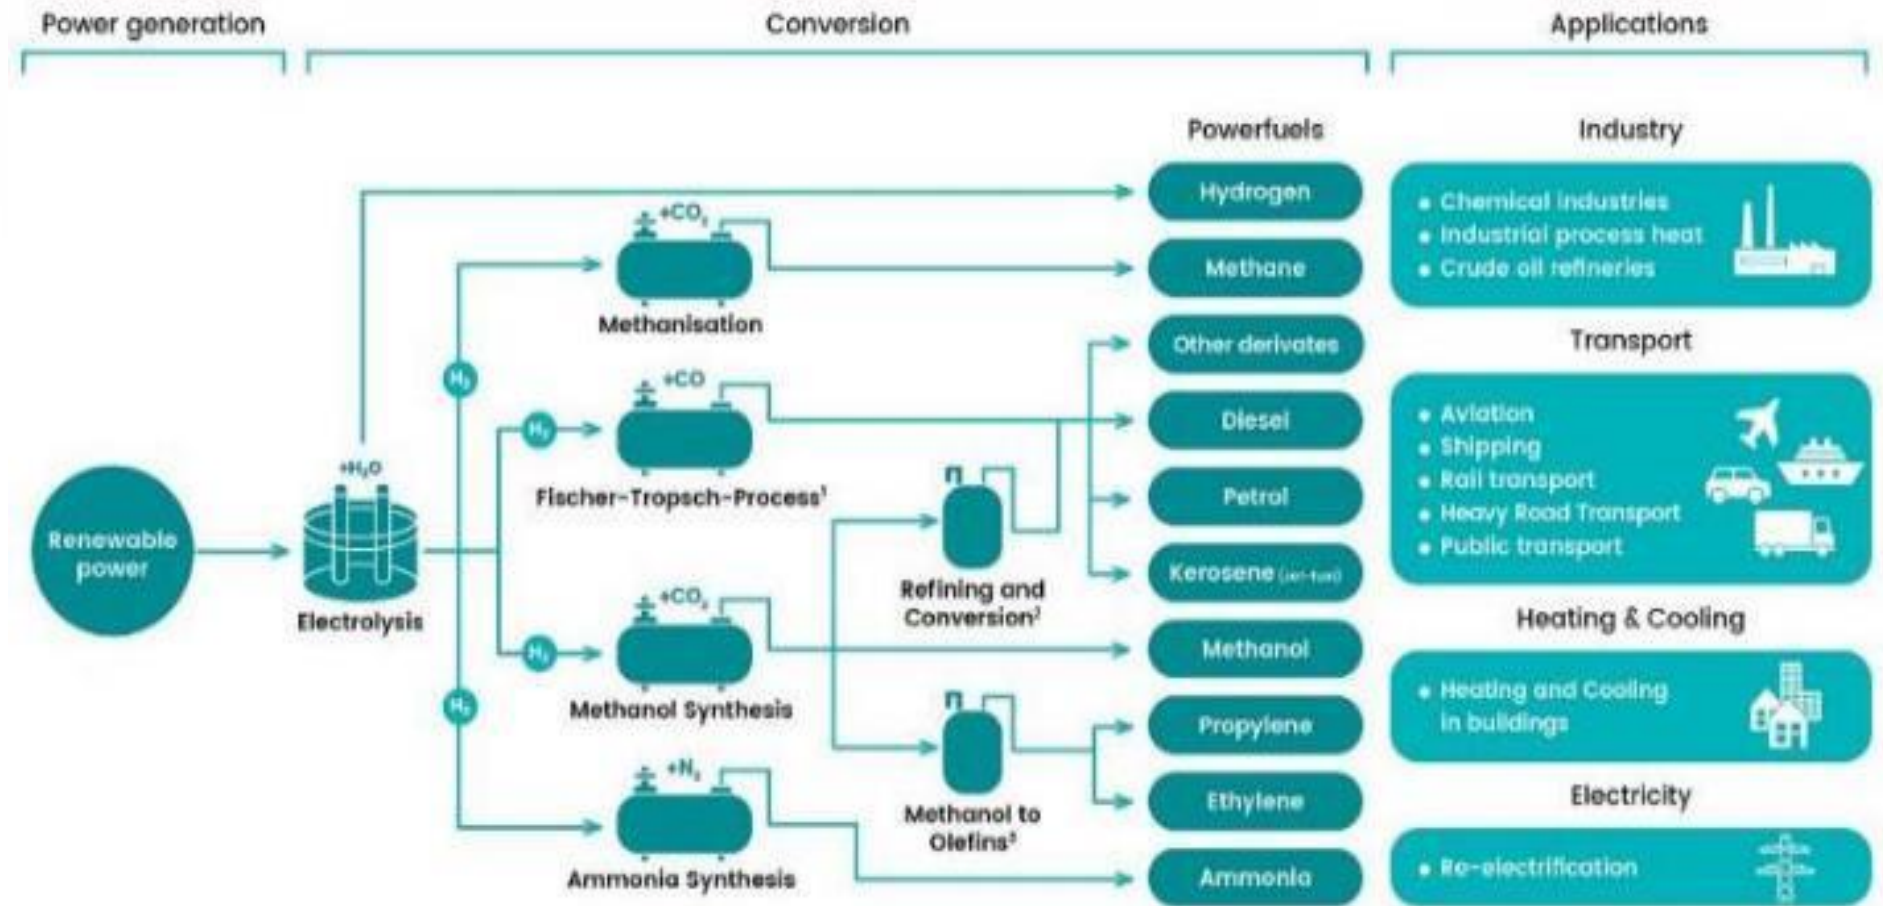 Power generation
Conversion
Applications
Powerfuels
Industry
Hydrogen
Methane
Other derivates
Diesel
Petrol
Kerosene
Methanol
Propylene
Ethylene
Ammonia
+CO₂
Methanisation
H₂
+CO
H₂
Fischer-Tropsch-Process¹
+H₂O
Renewable
power
Electrolysis
Refining and
Conversion²
+CO₂
H₂
Methanol Synthesis
H₂
+N₂
Methanol to
Olefins³
Ammonia Synthesis
• Chemical industries
• Industrial process heat
• Crude oil refineries
Transport
• Aviation
• Shipping
• Rail transport
• Heavy Road Transport
• Public transport
Heating & Cooling
• Heating and Cooling
in buildings
Electricity
• Re-electrification